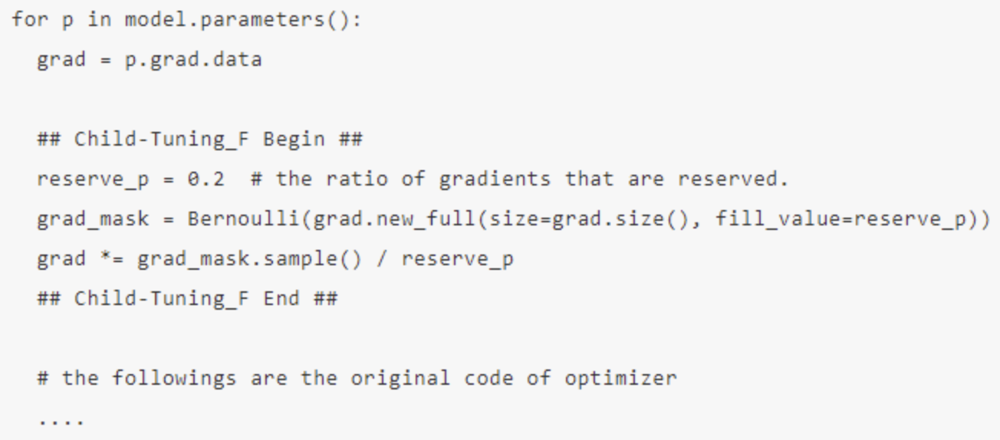 for p in model.parameters():
grad = p.grad.data
## Child-Tuning_F Begin ##
reserve_p = 0.2  # the ratio of gradients that are reserved.
grad_mask = Bernoulli(grad.new_full(size=grad.size(), fill_value=reserve_p))
grad *= grad_mask.sample() / reserve_p
## Child-Tuning_F End ##
# the followings are the original code of optimizer
....